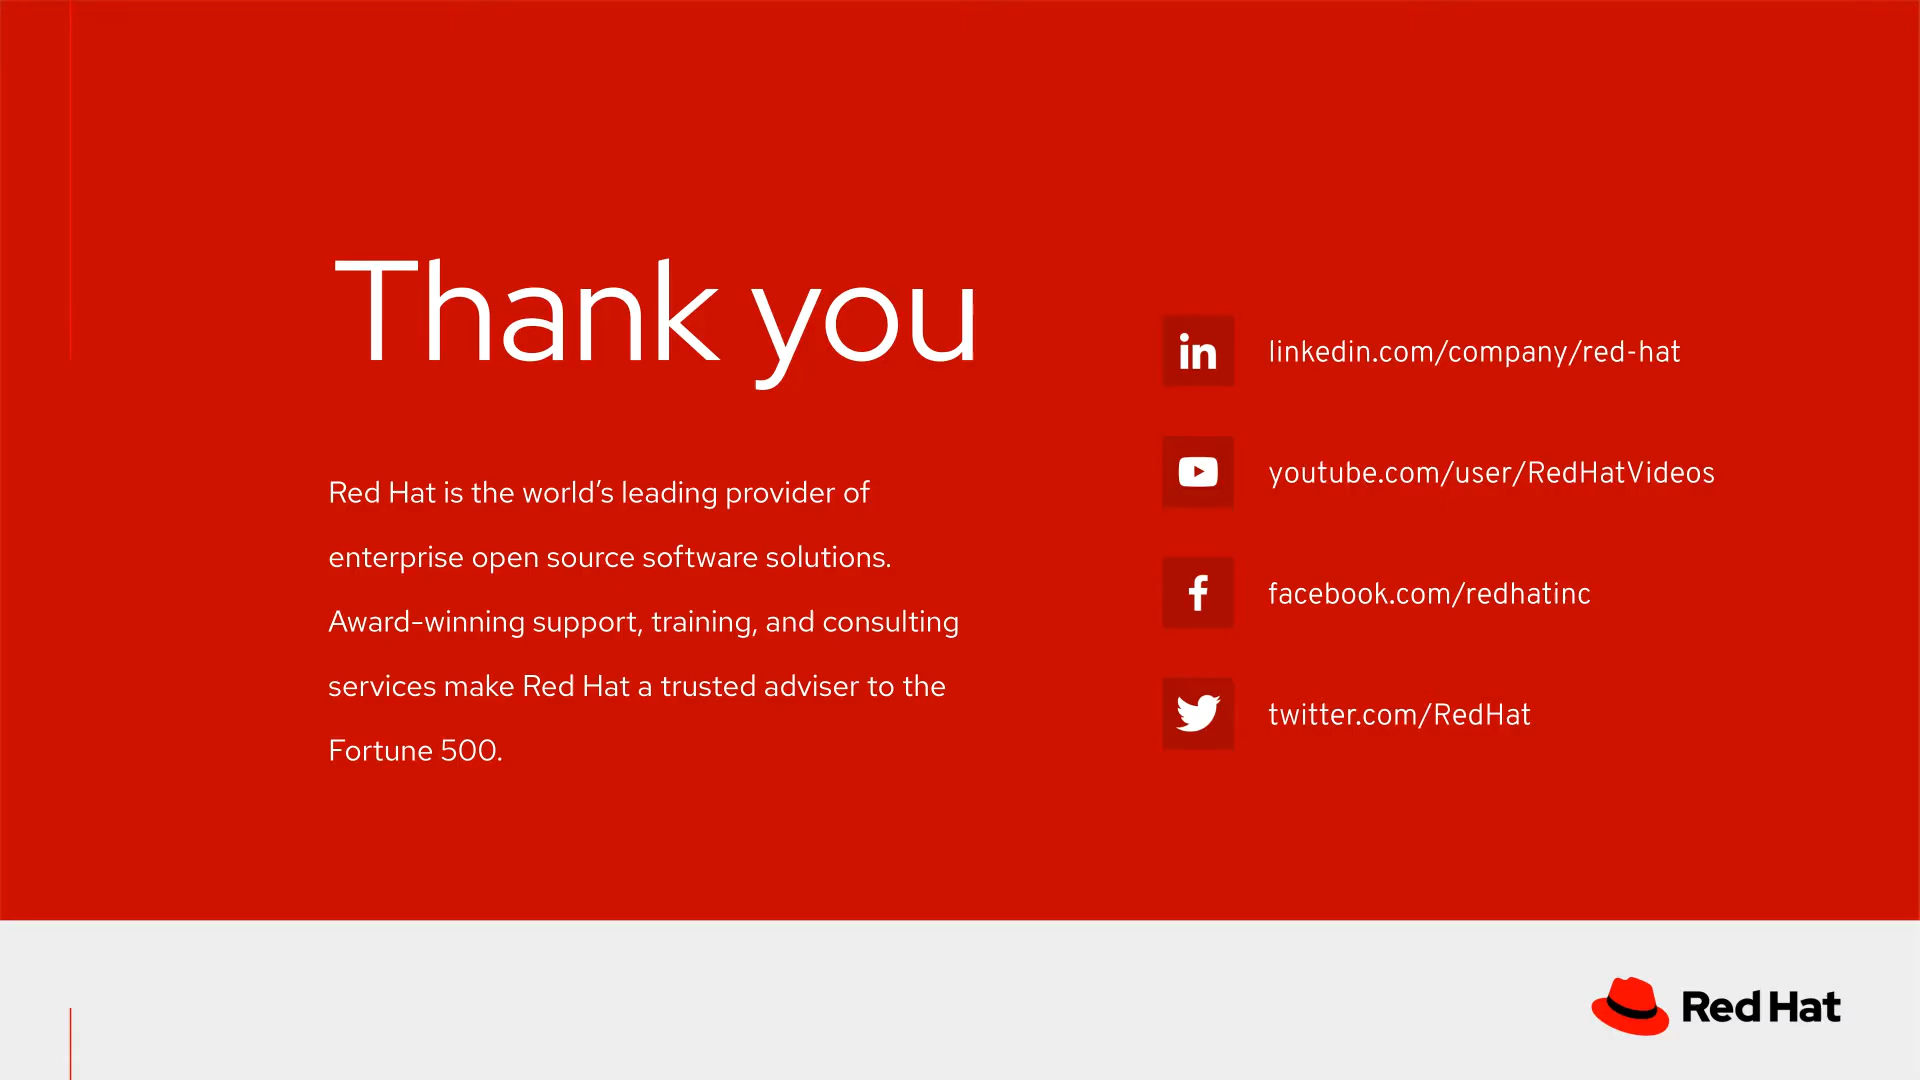 Thank you
Red Hat is the world’s leading provider of
enterprise open source software solutions.
Award-winning support, training, and consulting
services make Red Hat a trusted adviser to the
Fortune 500.
in linkedin.com/company/red-hat
youtube.com/user/RedHatVideos
f facebook.com/redhatinc
twitter.com/RedHat
Red Hat